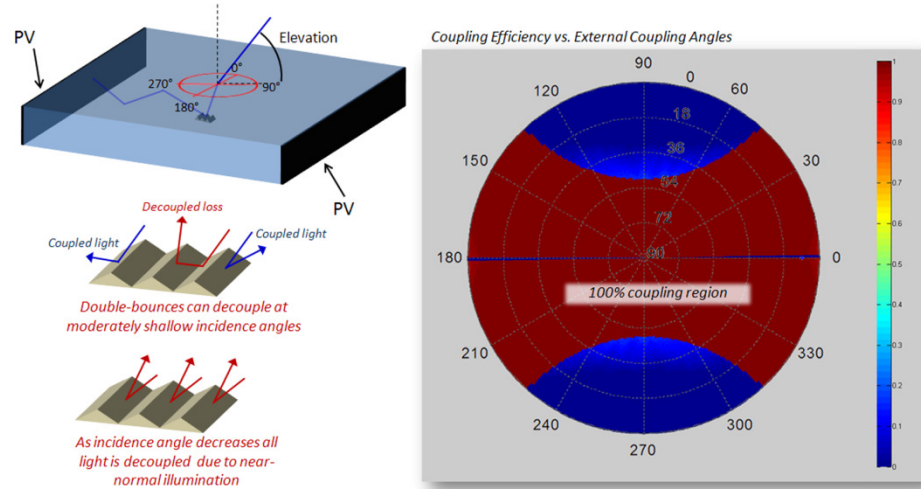 PV
Elevation
0°
270°
90°
180°
PV
Decoupled loss
Coupled light
Coupled light
Double-bounces can decouple at
moderately shallow incidence angles
As incidence angle decreases all
light is decoupled due to near-
normal illumination
Coupling Efficiency vs. External Coupling Angles
90
0
120
60
18
36
150
30
54
72
90
180
0
100% coupling region
210
330
240
300
270
1
0.9
0.8
0.7
0.6
0.5
0.4
0.3
0.2
0.1
0